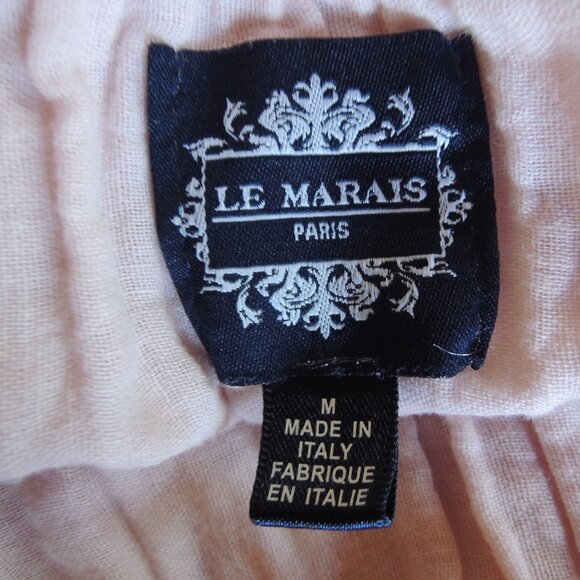 LE MARAIS
PARIS
M
MADE IN
ITALY
FABRIQUE
EN ITALIE